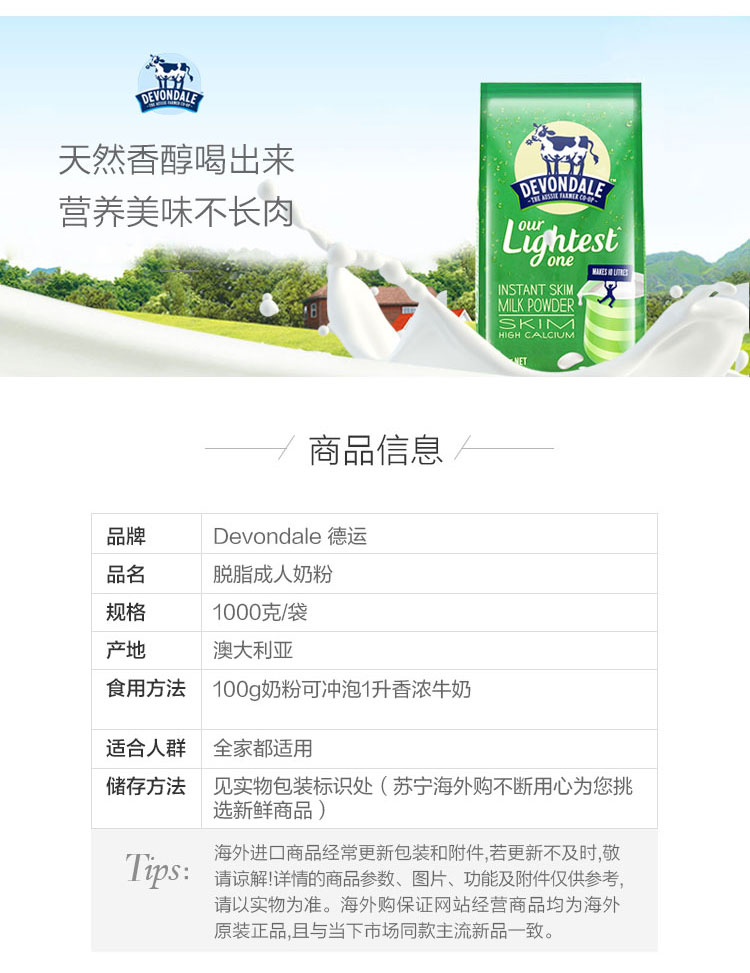 DEVONDALE
THE AUSSIE FARMER CO-OP
天然香醇喝出来
营养美味不长肉
DEVONDALE
THE AUSSIE FARMER CO-OP
our
Lightest
one
MAKES 10 LITRES
INSTANT SKIM
MILK POWDER
SKIM
HIGH CALCIUM
NET
商品信息
品牌 Devondale 德运
品名 脱脂成人奶粉
规格 1000克/袋
产地 澳大利亚
食用方法 100g奶粉可冲泡1升香浓牛奶
适合人群 全家都适用
储存方法 见实物包装标识处（苏宁海外购不断用心为您挑
选新鲜商品）
Tips: 海外进口商品经常更新包装和附件,若更新不及时,敬
请谅解!详情的商品参数、图片、功能及附件仅供参考,
请以实物为准。海外购保证网站经营商品均为海外
原装正品,且与当下市场同款主流新品一致。